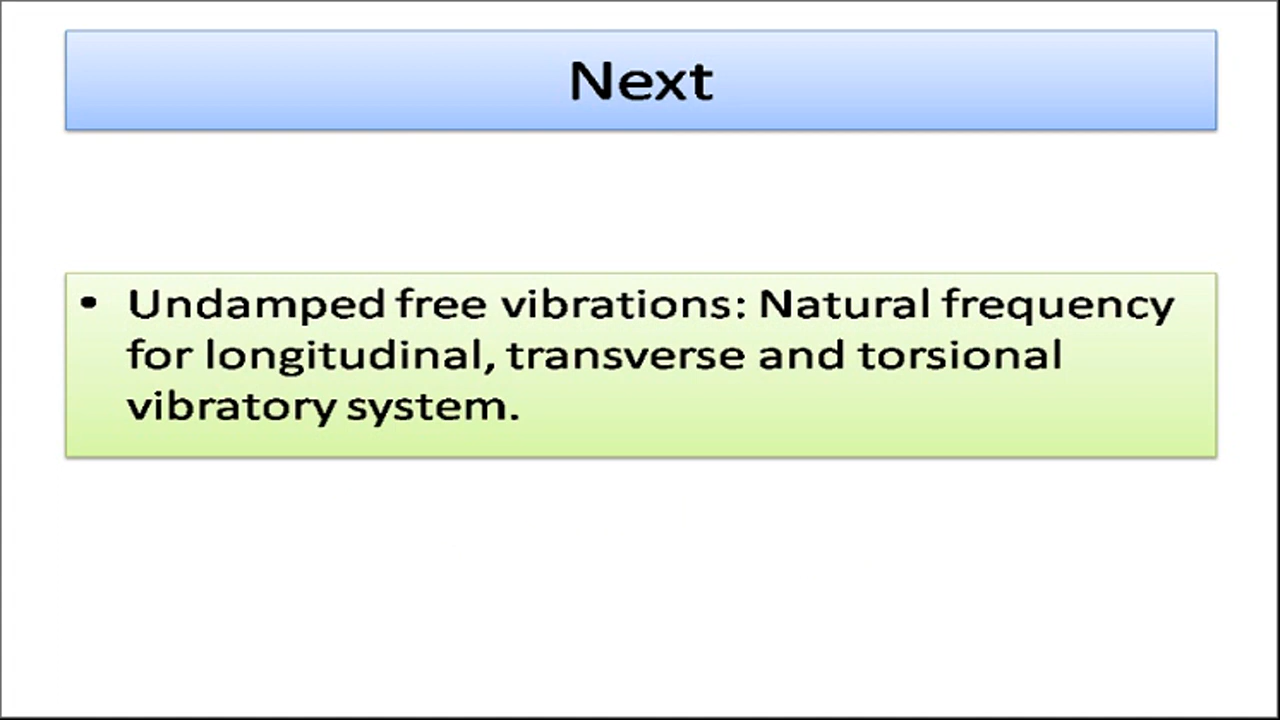 Next
• Undamped free vibrations: Natural frequency
for longitudinal, transverse and torsional
vibratory system.